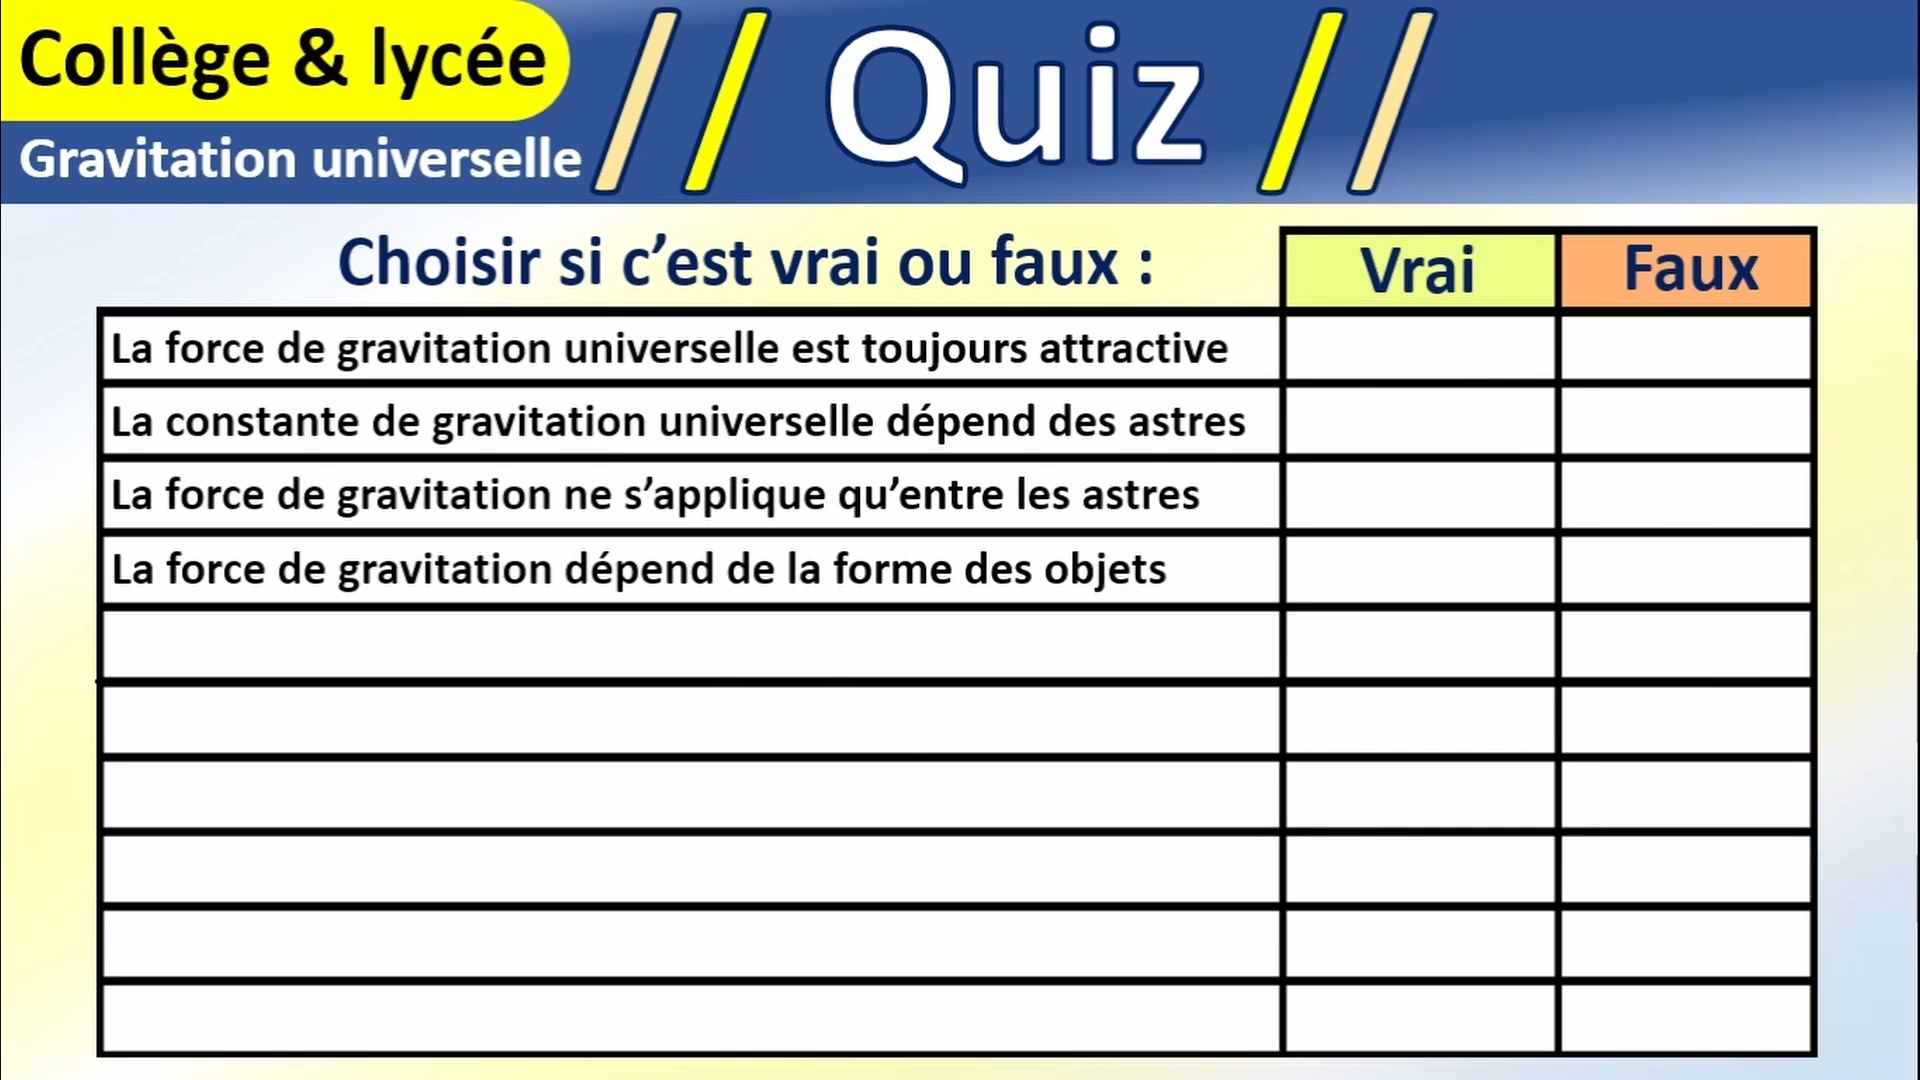 Collège & lycée
Gravitation universelle
// Quiz //
Choisir si c’est vrai ou faux :
Vrai
Faux
La force de gravitation universelle est toujours attractive
La constante de gravitation universelle dépend des astres
La force de gravitation ne s’applique qu’entre les astres
La force de gravitation dépend de la forme des objets